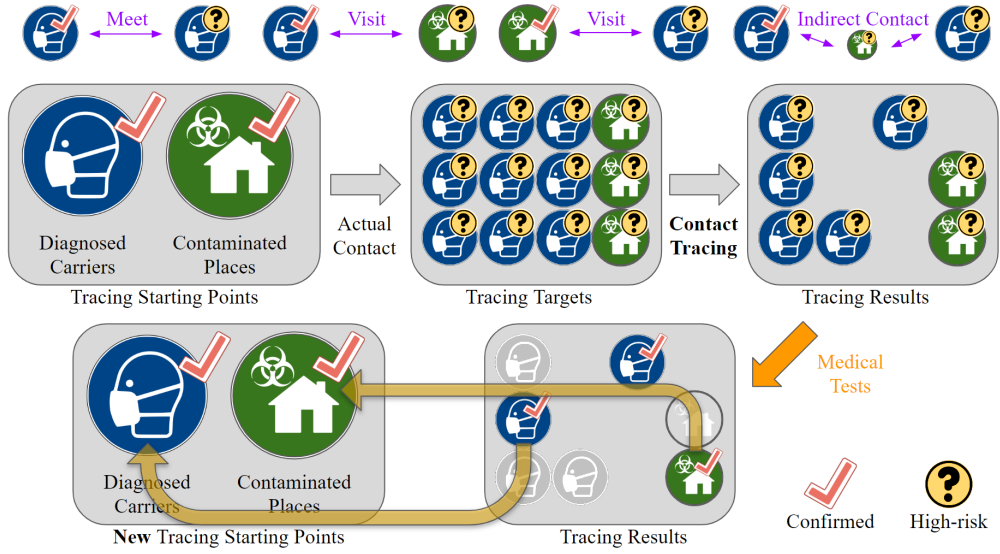 Meet
Visit
Visit
Indirect Contact
Diagnosed
Carriers
Contaminated
Places
Tracing Starting Points
Actual
Contact
Tracing Targets
Contact
Tracing
Tracing Results
Medical
Tests
Diagnosed
Carriers
Contaminated
Places
New Tracing Starting Points
Tracing Results
Confirmed
High-risk